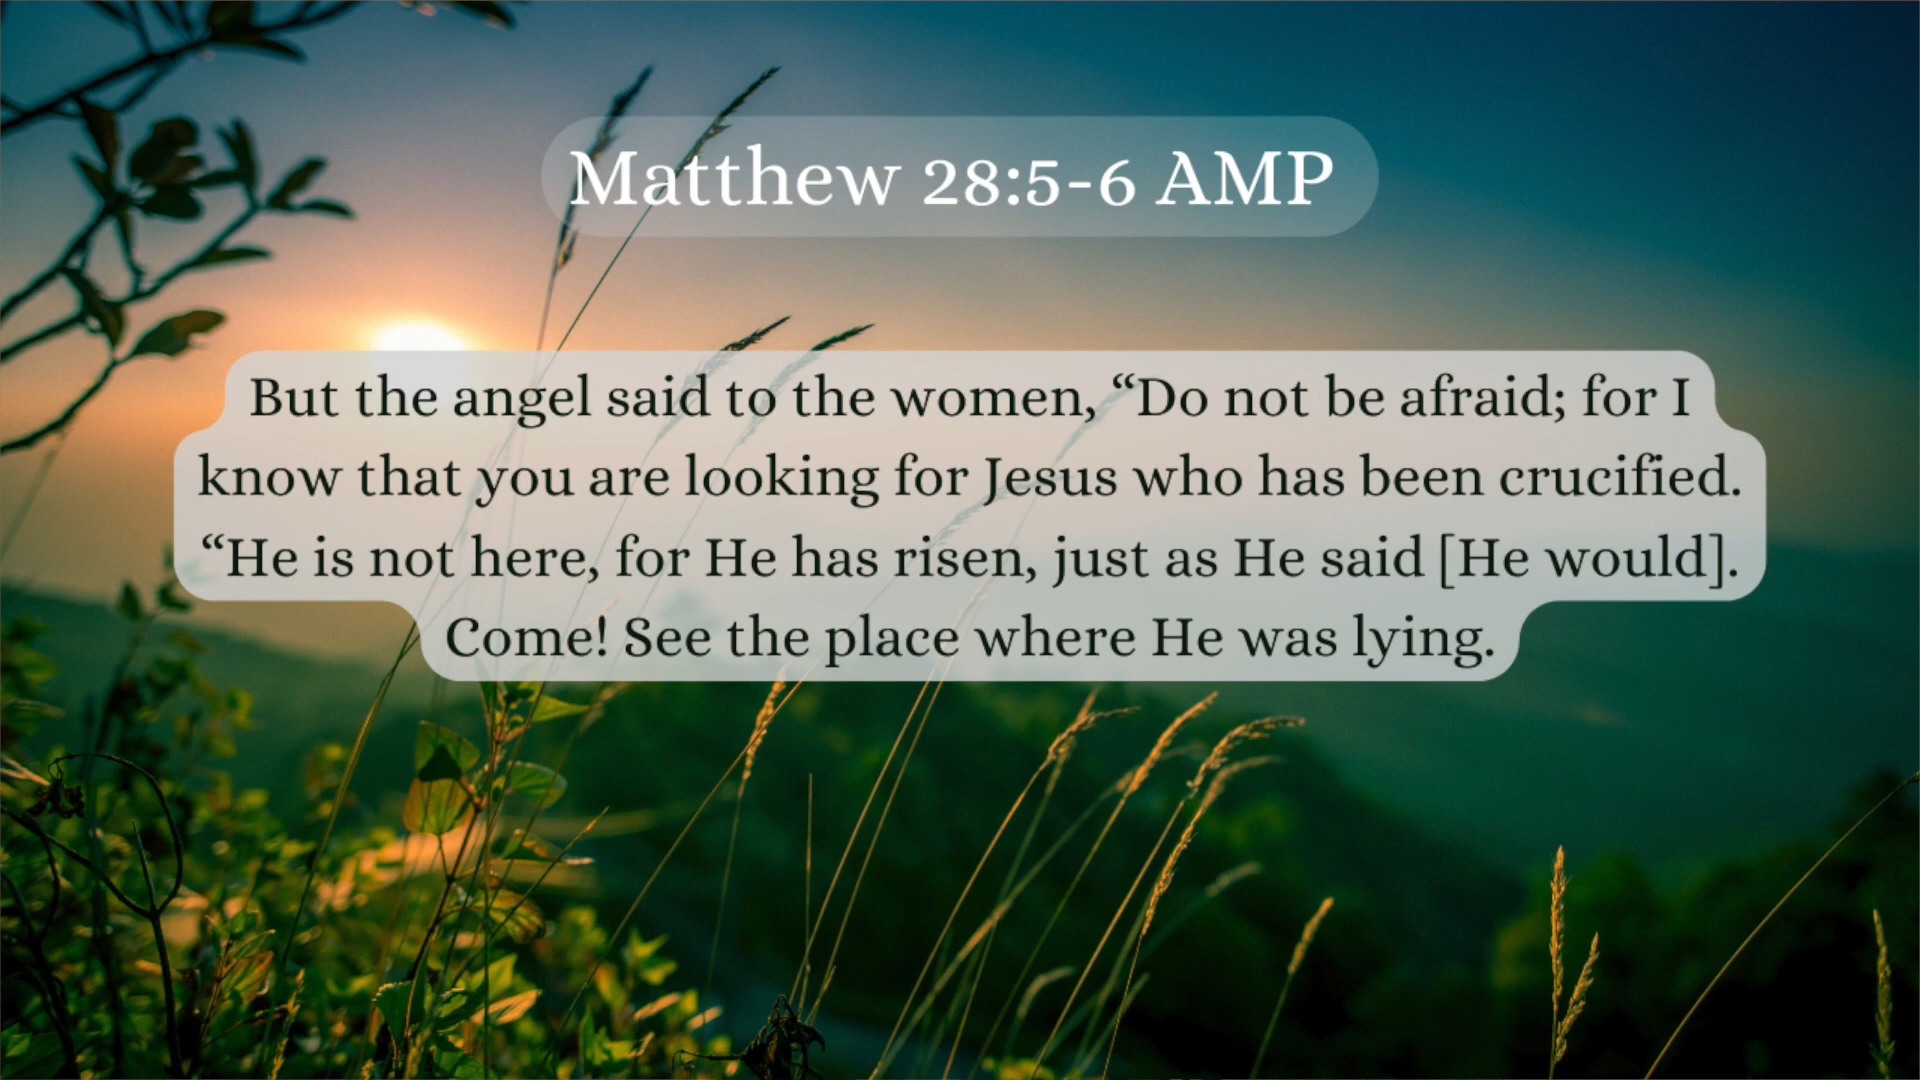 Matthew 28:5-6 AMP
But the angel said to the women, “Do not be afraid; for I
know that you are looking for Jesus who has been crucified.
“He is not here, for He has risen, just as He said [He would].
Come! See the place where He was lying.